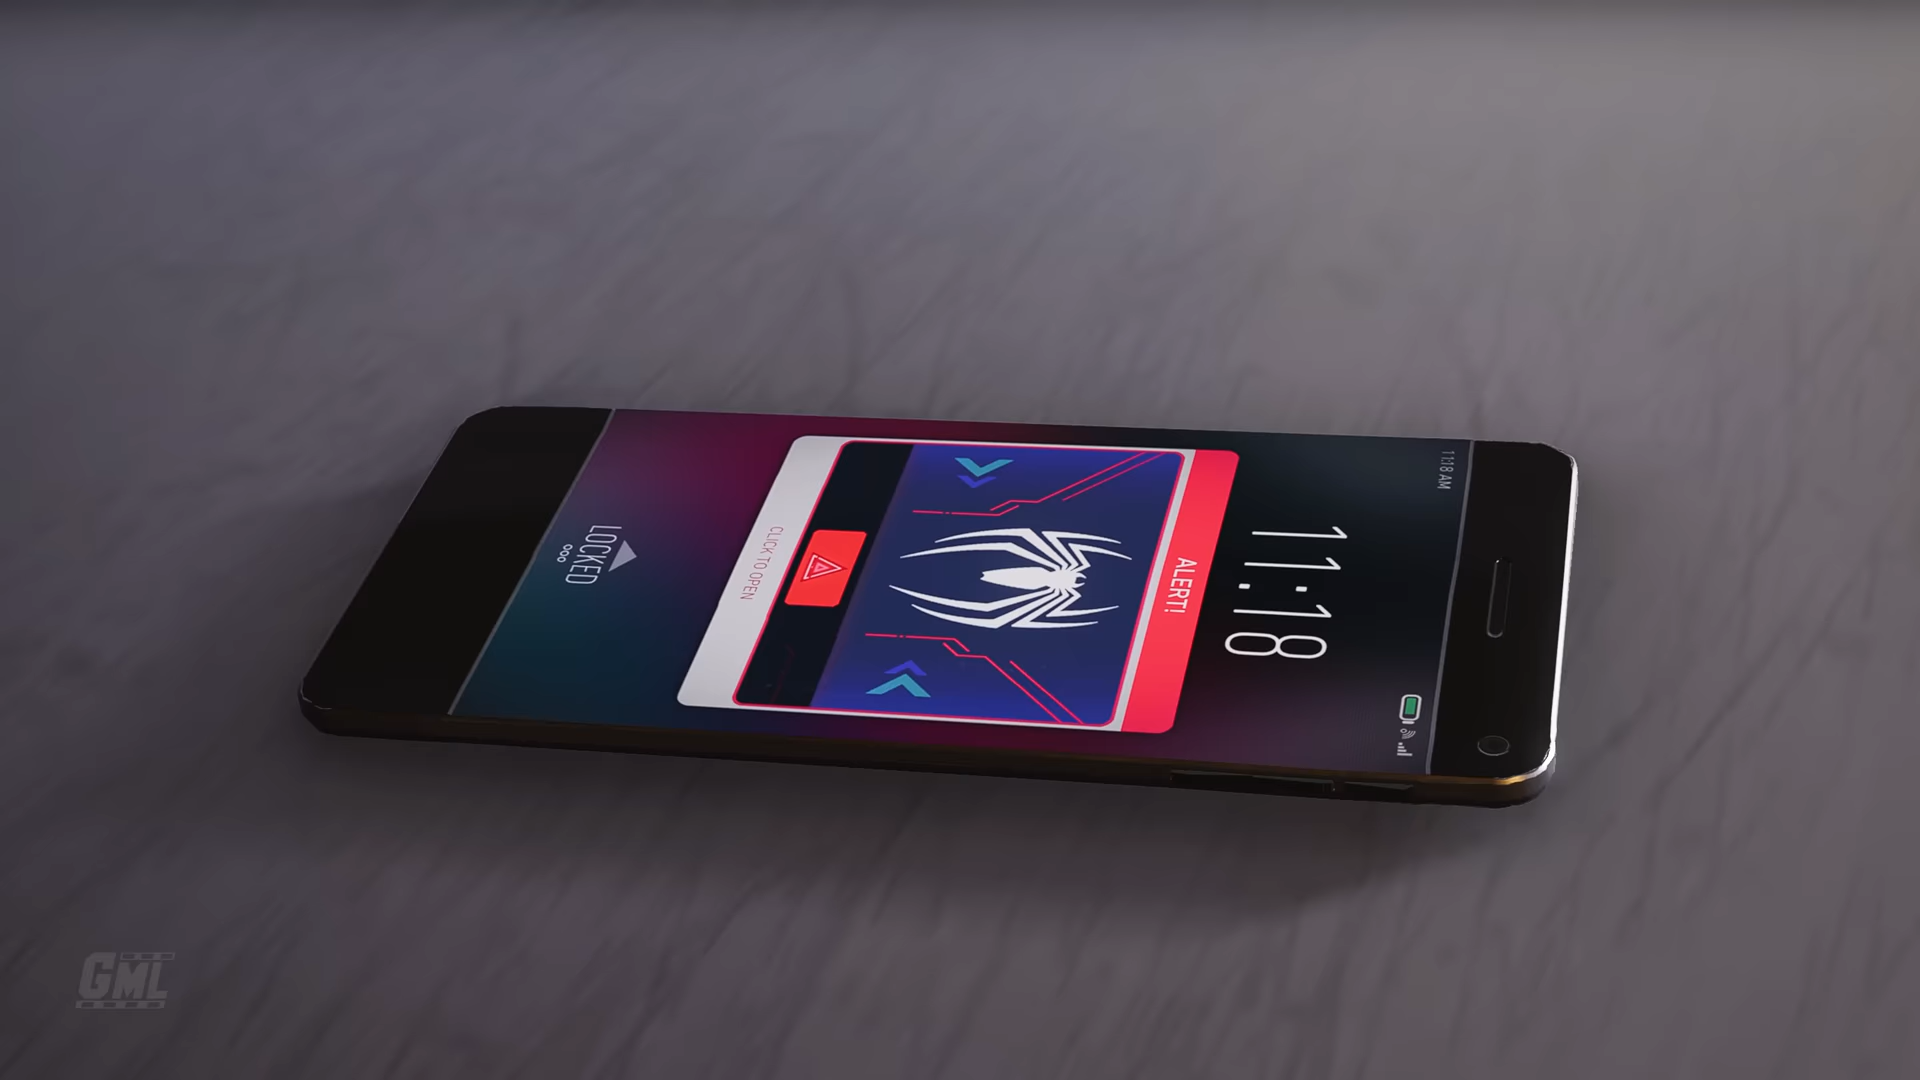 11:18 AM
11:18
ALERT!
CLICK TO OPEN
LOCKED
GML